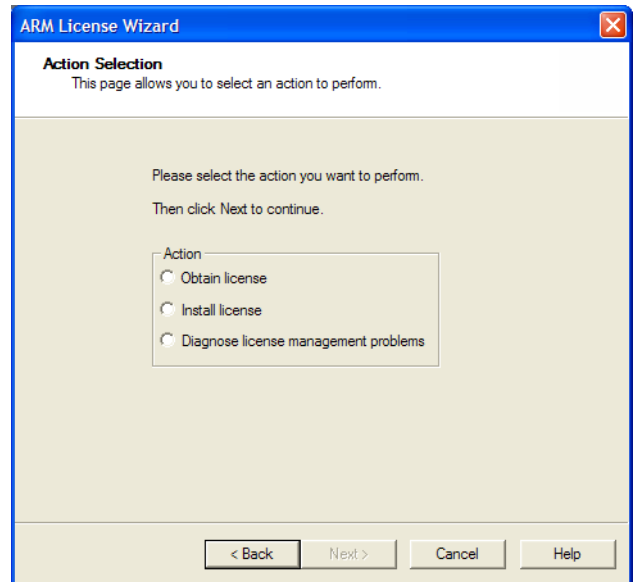 ARM License Wizard
Action Selection
This page allows you to select an action to perform.
Please select the action you want to perform.
Then click Next to continue.
Action
Obtain license
Install license
Diagnose license management problems
< Back Next > Cancel Help